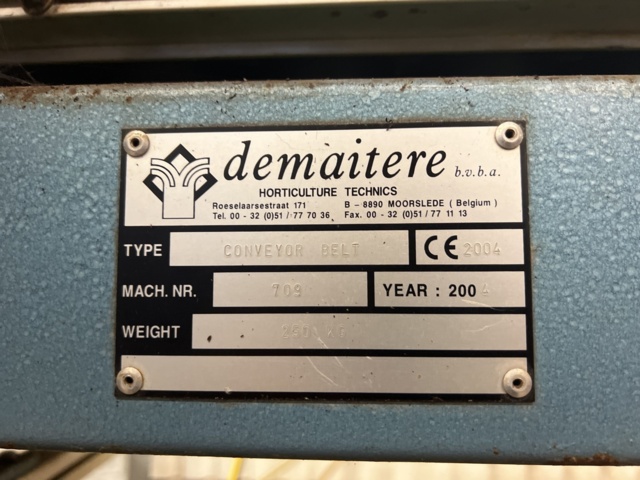 demaitere b.v.b.a.
HORTICULTURE TECHNICS
Roeselaarsestraat 171 B - 8890 MOORSLEDE ( Belgium )
Tel. 00 - 32 (0)51 / 77 70 36 Fax. 00 - 32 (0)51 / 77 11 13
TYPE CONVEYOR BELT CE 2004
MACH. NR. 709 YEAR : 2004
WEIGHT